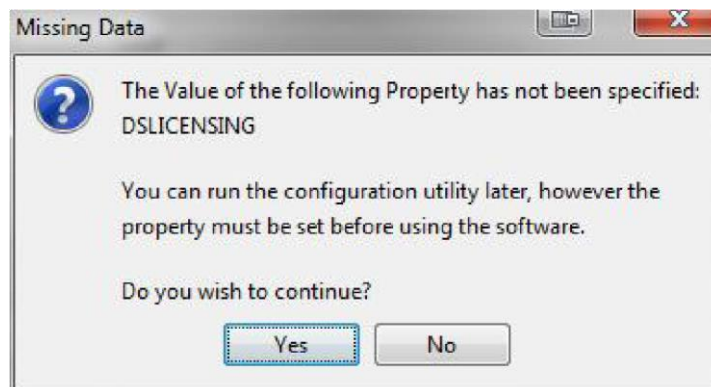 Missing Data
The Value of the following Property has not been specified:
DSLICENSING
You can run the configuration utility later, however the
property must be set before using the software.
Do you wish to continue?
Yes
No